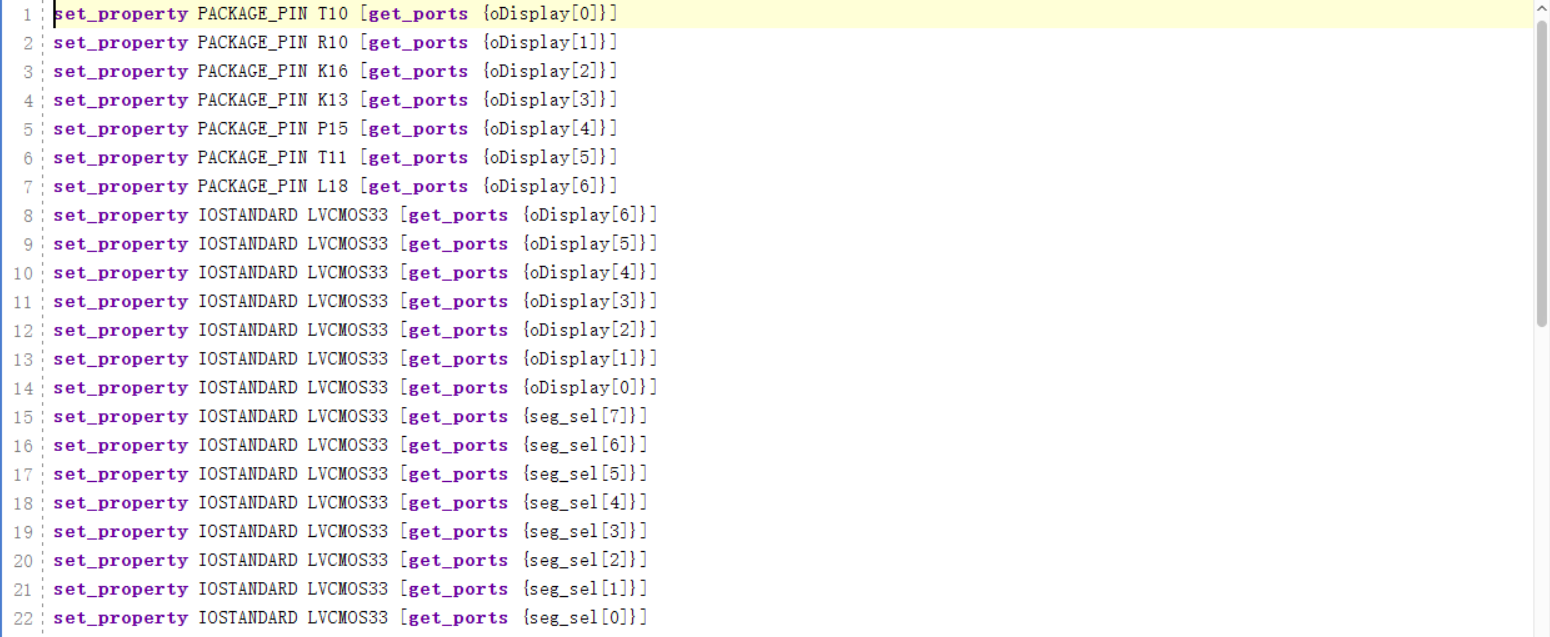 1 set_property PACKAGE_PIN T10 [get_ports {oDisplay[0]}]
2 set_property PACKAGE_PIN R10 [get_ports {oDisplay[1]}]
3 set_property PACKAGE_PIN K16 [get_ports {oDisplay[2]}]
4 set_property PACKAGE_PIN K13 [get_ports {oDisplay[3]}]
5 set_property PACKAGE_PIN P15 [get_ports {oDisplay[4]}]
6 set_property PACKAGE_PIN T11 [get_ports {oDisplay[5]}]
7 set_property PACKAGE_PIN L18 [get_ports {oDisplay[6]}]
8 set_property IOSTANDARD LVCMOS33 [get_ports {oDisplay[6]}]
9 set_property IOSTANDARD LVCMOS33 [get_ports {oDisplay[5]}]
10 set_property IOSTANDARD LVCMOS33 [get_ports {oDisplay[4]}]
11 set_property IOSTANDARD LVCMOS33 [get_ports {oDisplay[3]}]
12 set_property IOSTANDARD LVCMOS33 [get_ports {oDisplay[2]}]
13 set_property IOSTANDARD LVCMOS33 [get_ports {oDisplay[1]}]
14 set_property IOSTANDARD LVCMOS33 [get_ports {oDisplay[0]}]
15 set_property IOSTANDARD LVCMOS33 [get_ports {seg_sel[7]}]
16 set_property IOSTANDARD LVCMOS33 [get_ports {seg_sel[6]}]
17 set_property IOSTANDARD LVCMOS33 [get_ports {seg_sel[5]}]
18 set_property IOSTANDARD LVCMOS33 [get_ports {seg_sel[4]}]
19 set_property IOSTANDARD LVCMOS33 [get_ports {seg_sel[3]}]
20 set_property IOSTANDARD LVCMOS33 [get_ports {seg_sel[2]}]
21 set_property IOSTANDARD LVCMOS33 [get_ports {seg_sel[1]}]
22 set_property IOSTANDARD LVCMOS33 [get_ports {seg_sel[0]}]